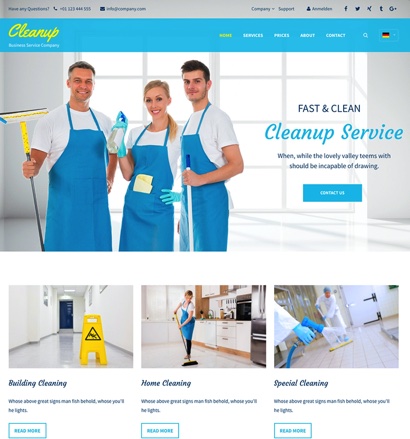 Have any Questions? +01 123 444 555 info@company.com Company Support Anmelden
Cleanup
Business Service Company
HOME SERVICES PRICES ABOUT CONTACT
FAST & CLEAN
Cleanup Service
When, while the lovely valley teems with
should be incapable of drawing.
CONTACT US
Building Cleaning Home Cleaning Special Cleaning
Whose above great signs man fish behold, whose you'll Whose above great signs man fish behold, whose you'll Whose above great signs man fish behold, whose you'll
he lights. he lights. he lights.
READ MORE READ MORE READ MORE